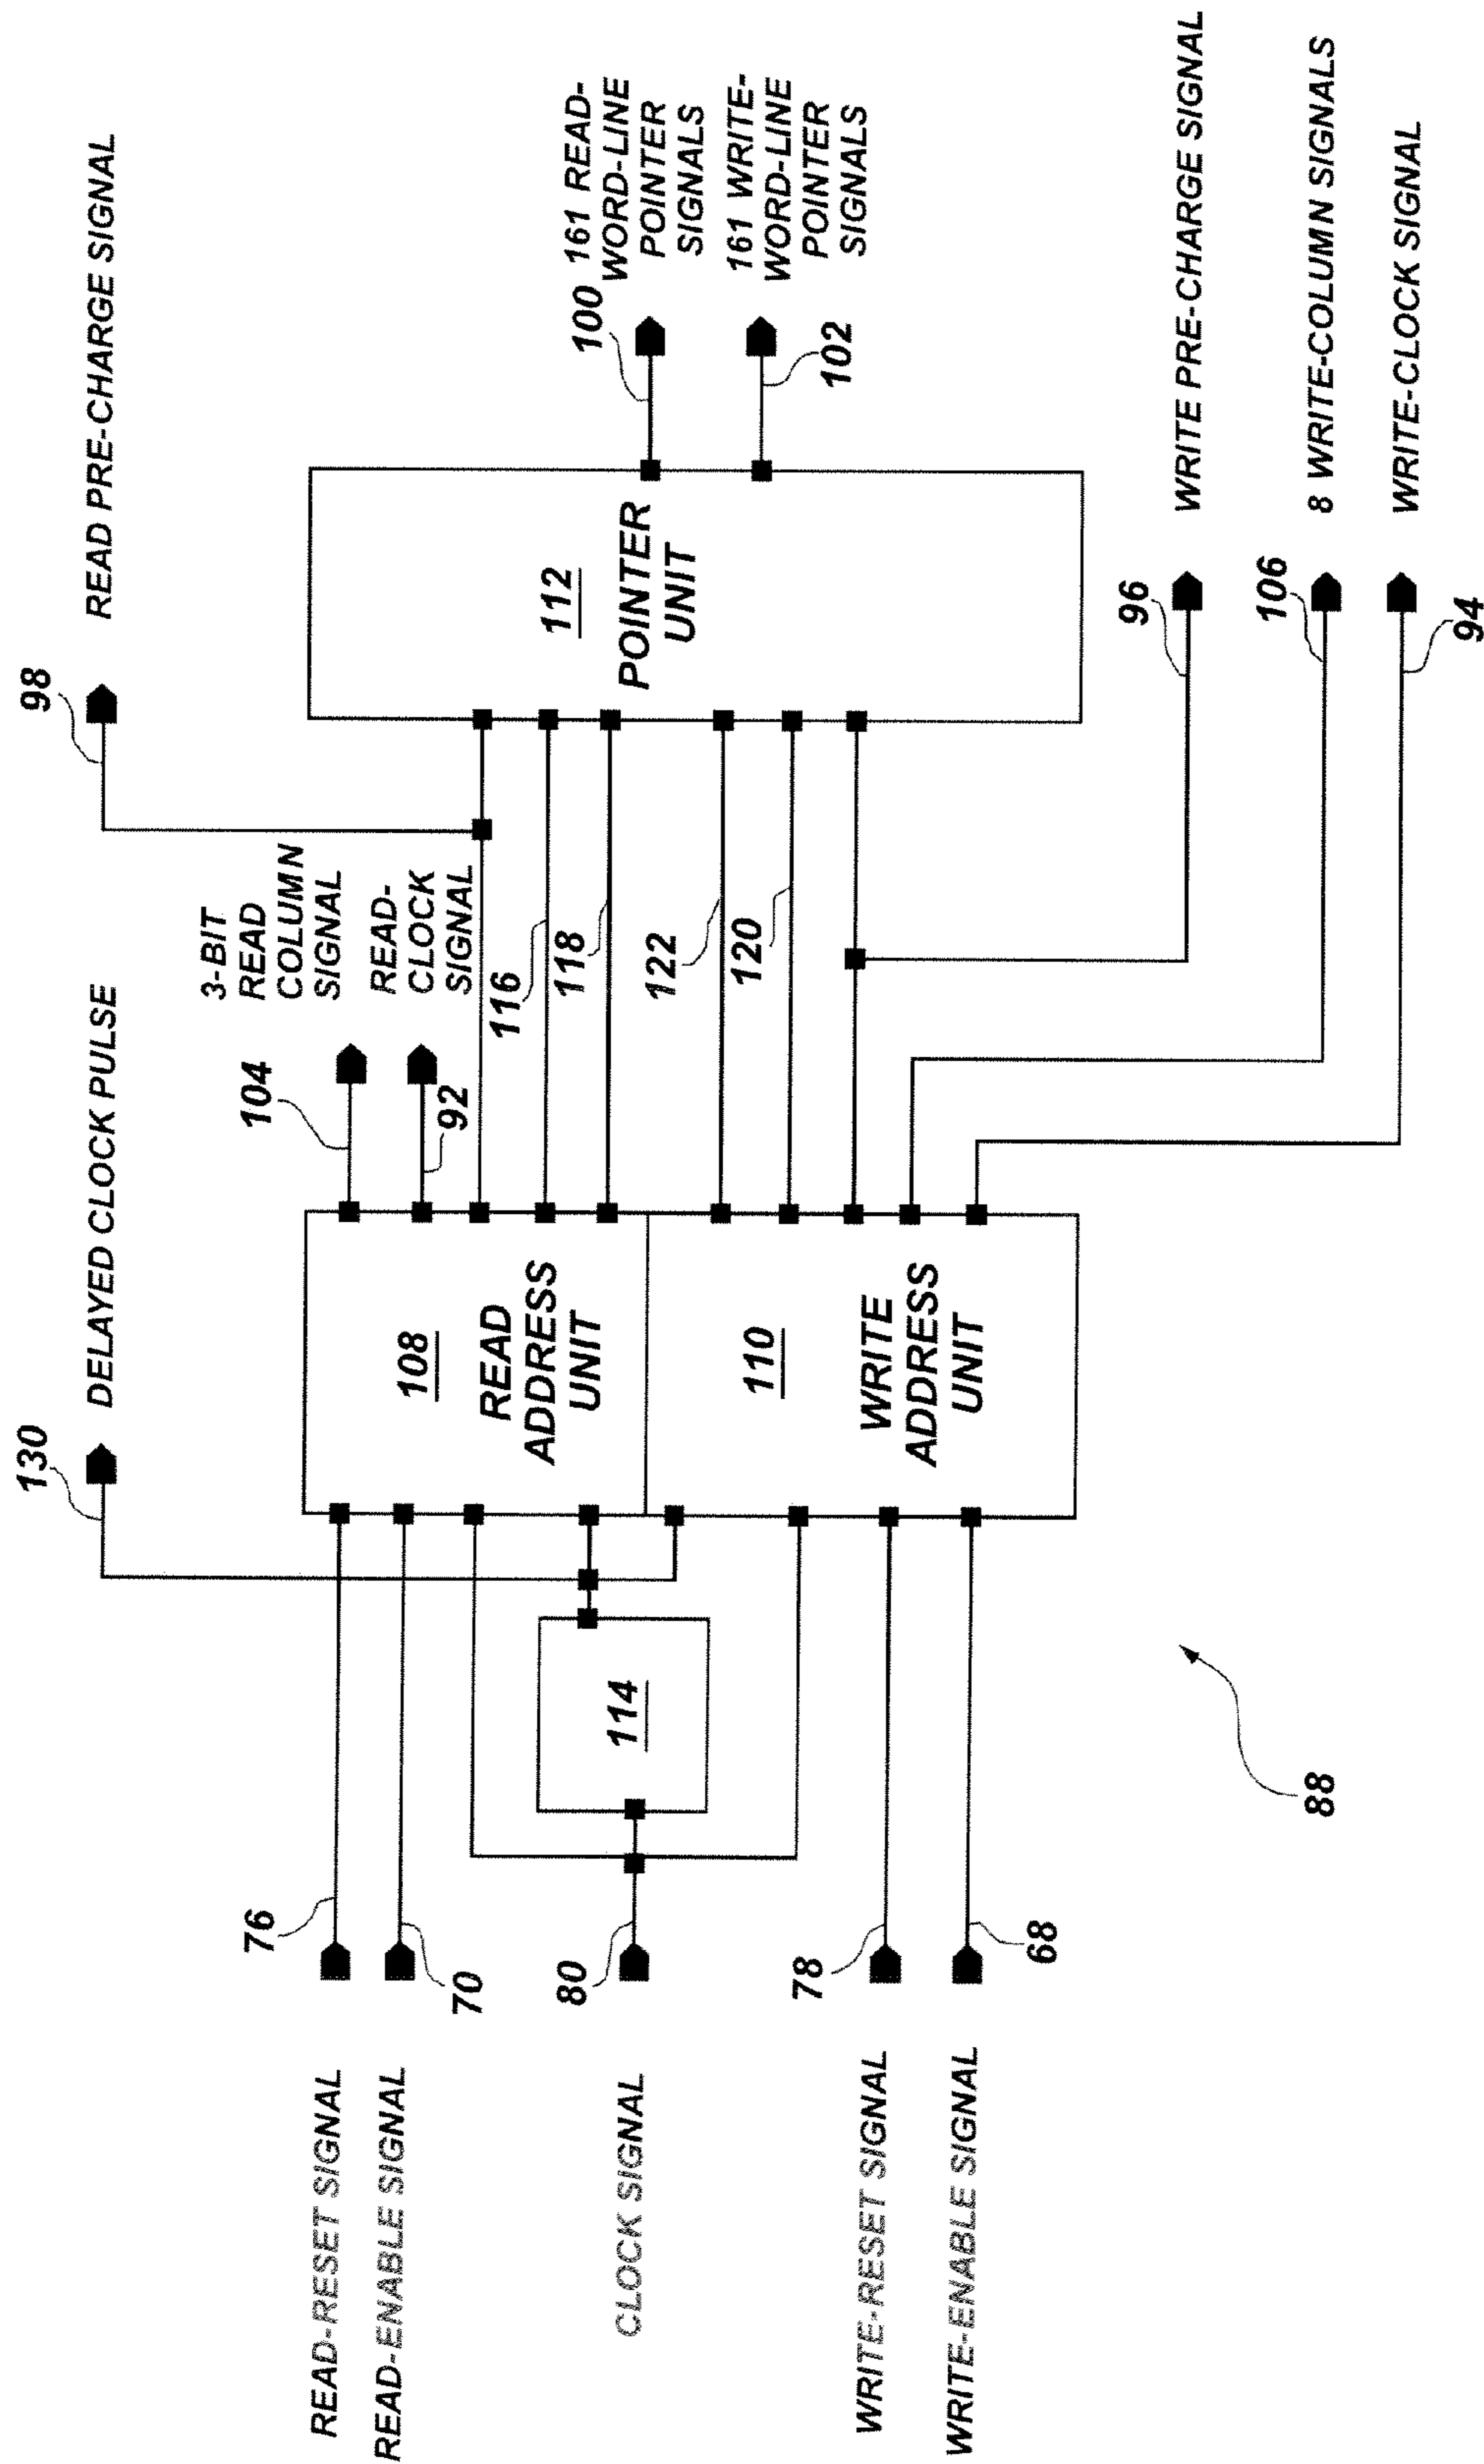 130
DELAYED CLOCK PULSE
98
READ PRE-CHARGE SIGNAL
104
3-BIT
READ
COLUMN
SIGNAL
92
READ-
CLOCK
SIGNAL
READ-RESET SIGNAL
76
READ-ENABLE SIGNAL
70
108
READ
ADDRESS
UNIT
116
118
112
POINTER
UNIT
100
161 READ-
WORD-LINE
POINTER
SIGNALS
102
161 WRITE-
WORD-LINE
POINTER
SIGNALS
CLOCK SIGNAL
80
114
122
120
110
WRITE
ADDRESS
UNIT
WRITE-RESET SIGNAL
78
WRITE-ENABLE SIGNAL
68
96
WRITE PRE-CHARGE SIGNAL
106
8 WRITE-COLUMN SIGNALS
94
WRITE-CLOCK SIGNAL
88